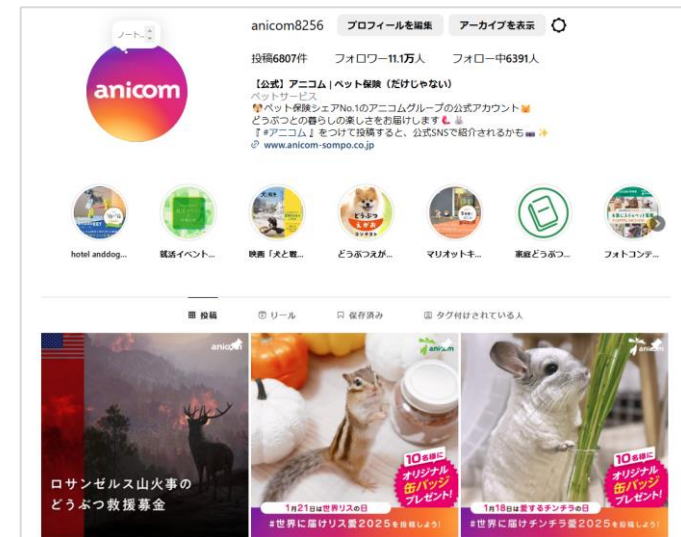 ノート...
anicom
anicom8256 プロフィールを編集 アーカイブを表示
投稿6807件 フォロワー11.1万人 フォロー中6391人
【公式】アニコム | ペット保険（だけじゃない）
ペットサービス
ペット保険シェアNo.1のアニコムグループの公式アカウント
どうぶつとの暮らしの楽しさをお届けします
『 #アニコム 』をつけて投稿すると、公式SNSで紹介されるかも
www.anicom-sompo.co.jp
どうぶつ
えがお
hotel anddog... 就活イベント... 映画「犬と戦... どうぶつえが... マリオットキ... 家庭どうぶつ... フォトコンテ...
投稿 リール 保存済み タグ付けされている人
anicom
ロサンゼルス山火事の
どうぶつ救援募金
anicom
10名様に
オリジナル
缶バッジ
プレゼント!
1月21日は世界リスの日
#世界に届けリス愛2025を投稿しよう!
anicom
10名様に
オリジナル
缶バッジ
プレゼント!
1月18日は愛するチンチラの日
#世界に届けチンチラ愛2025を投稿しよう!